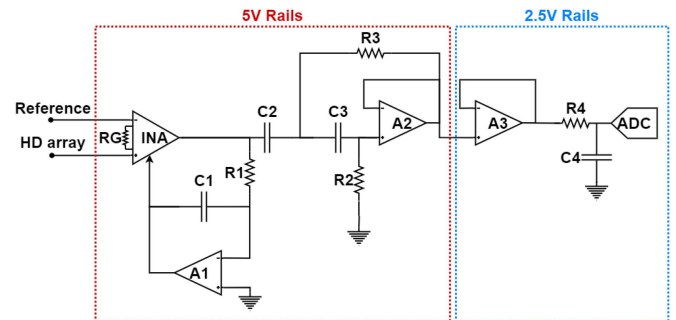 5V Rails
2.5V Rails
R3
Reference
C2
C3
R4
RG
INA
A2
A3
ADC
HD array
R1
C4
C1
R2
A1